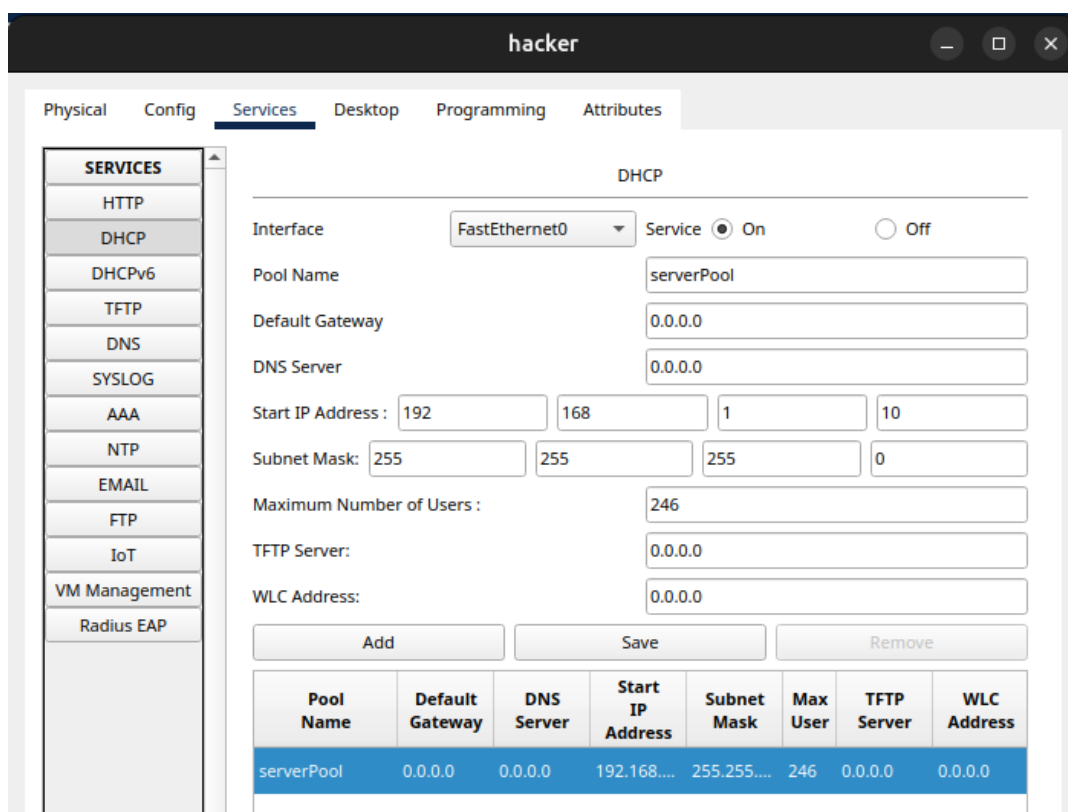 hacker
Physical Config Services Desktop Programming Attributes
SERVICES
HTTP
DHCP
DHCPv6
TFTP
DNS
SYSLOG
AAA
NTP
EMAIL
FTP
IoT
VM Management
Radius EAP
DHCP
Interface FastEthernet0 Service On Off
Pool Name serverPool
Default Gateway 0.0.0.0
DNS Server 0.0.0.0
Start IP Address : 192 168 1 10
Subnet Mask: 255 255 255 0
Maximum Number of Users : 246
TFTP Server: 0.0.0.0
WLC Address: 0.0.0.0
Add Save Remove
Pool Name Default Gateway DNS Server Start IP Address Subnet Mask Max User TFTP Server WLC Address
serverPool 0.0.0.0 0.0.0.0 192.168.... 255.255.... 246 0.0.0.0 0.0.0.0